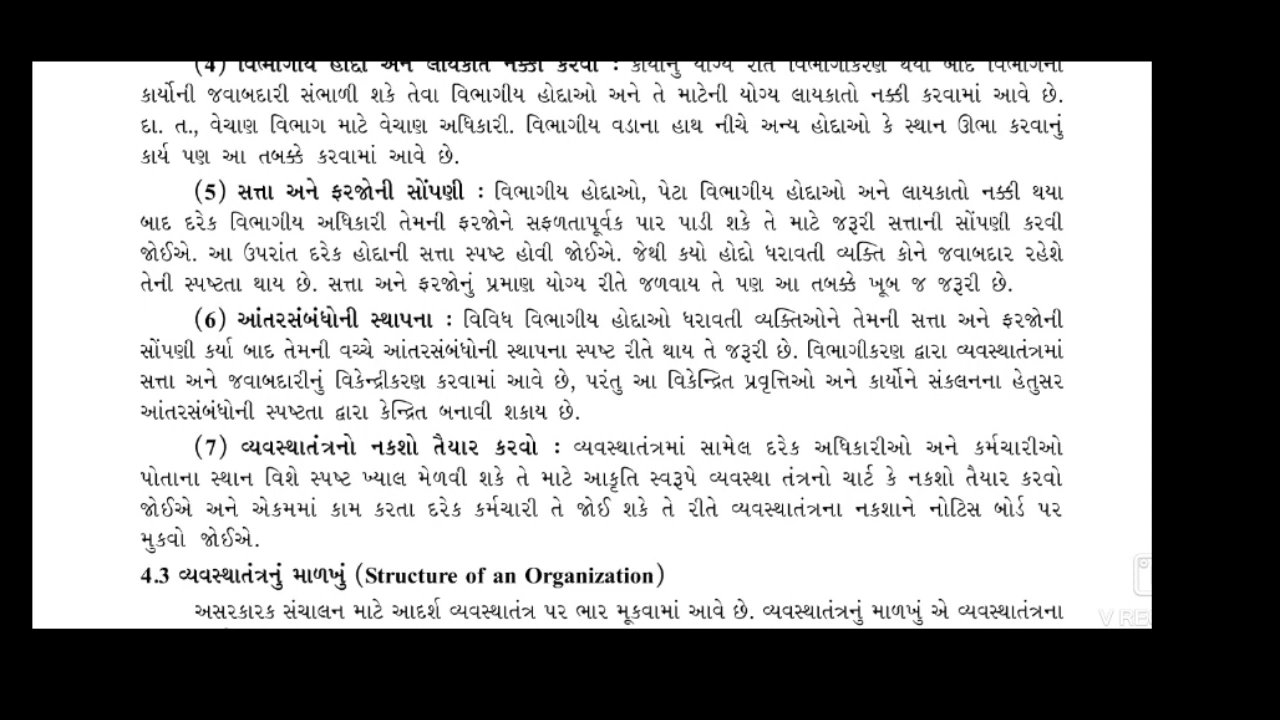 (4) વિભાગીય હોદ્દા અને લાયકાત નક્કી કરવા : કાર્યોનું યોગ્ય રીતે વિભાગીકરણ થયા બાદ વિભાગના
કાર્યોની જવાબદારી સંભાળી શકે તેવા વિભાગીય હોદ્દાઓ અને તે માટેની યોગ્ય લાયકાતો નક્કી કરવામાં આવે છે.
દા. ત., વેચાણ વિભાગ માટે વેચાણ અધિકારી. વિભાગીય વડાના હાથ નીચે અન્ય હોદ્દાઓ કે સ્થાન ઊભા કરવાનું
કાર્ય પણ આ તબક્કે કરવામાં આવે છે.
(5) સત્તા અને ફરજોની સોંપણી : વિભાગીય હોદ્દાઓ, પેટા વિભાગીય હોદ્દાઓ અને લાયકાતો નક્કી થયા
બાદ દરેક વિભાગીય અધિકારી તેમની ફરજોને સફળતાપૂર્વક પાર પાડી શકે તે માટે જરૂરી સત્તાની સોંપણી કરવી
જોઈએ. આ ઉપરાંત દરેક હોદ્દાની સત્તા સ્પષ્ટ હોવી જોઈએ. જેથી કયો હોદ્દો ધરાવતી વ્યક્તિ કોને જવાબદાર રહેશે
તેની સ્પષ્ટતા થાય છે. સત્તા અને ફરજોનું પ્રમાણ યોગ્ય રીતે જળવાય તે પણ આ તબક્કે ખૂબ જ જરૂરી છે.
(6) આંતરસંબંધોની સ્થાપના : વિવિધ વિભાગીય હોદ્દાઓ ધરાવતી વ્યક્તિઓને તેમની સત્તા અને ફરજોની
સોંપણી કર્યા બાદ તેમની વચ્ચે આંતરસંબંધોની સ્થાપના સ્પષ્ટ રીતે થાય તે જરૂરી છે. વિભાગીકરણ દ્વારા વ્યવસ્થાતંત્રમાં
સત્તા અને જવાબદારીનું વિકેન્દ્રીકરણ કરવામાં આવે છે, પરંતુ આ વિકેન્દ્રિત પ્રવૃત્તિઓ અને કાર્યોને સંકલનના હેતુસર
આંતરસંબંધોની સ્પષ્ટતા દ્વારા કેન્દ્રિત બનાવી શકાય છે.
(7) વ્યવસ્થાતંત્રનો નકશો તૈયાર કરવો : વ્યવસ્થાતંત્રમાં સામેલ દરેક અધિકારીઓ અને કર્મચારીઓ
પોતાના સ્થાન વિશે સ્પષ્ટ ખ્યાલ મેળવી શકે તે માટે આકૃતિ સ્વરૂપે વ્યવસ્થા તંત્રનો ચાર્ટ કે નકશો તૈયાર કરવો
જોઈએ અને એકમમાં કામ કરતા દરેક કર્મચારી તે જોઈ શકે તે રીતે વ્યવસ્થાતંત્રના નકશાને નોટિસ બોર્ડ પર
મુકવો જોઈએ.
4.3 વ્યવસ્થાતંત્રનું માળખું (Structure of an Organization)
અસરકારક સંચાલન માટે આદર્શ વ્યવસ્થાતંત્ર પર ભાર મૂકવામાં આવે છે. વ્યવસ્થાતંત્રનું માળખું એ વ્યવસ્થાતંત્રના